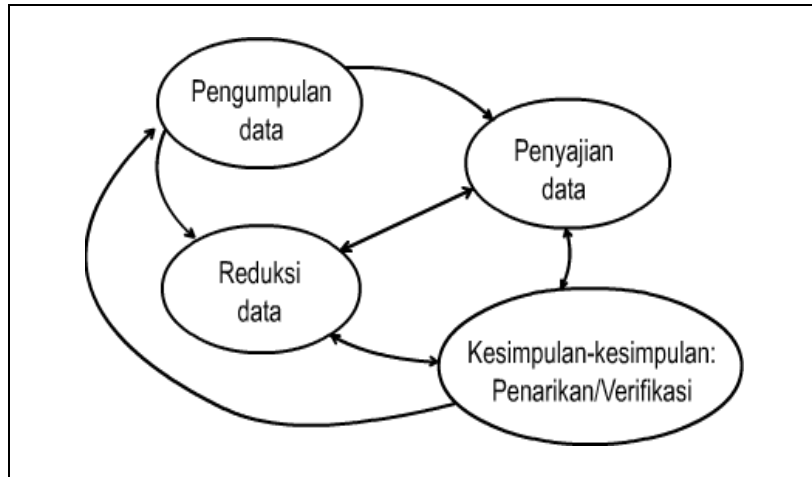 Pengumpulan
data
Penyajian
data
Reduksi
data
Kesimpulan-kesimpulan:
Penarikan/Verifikasi